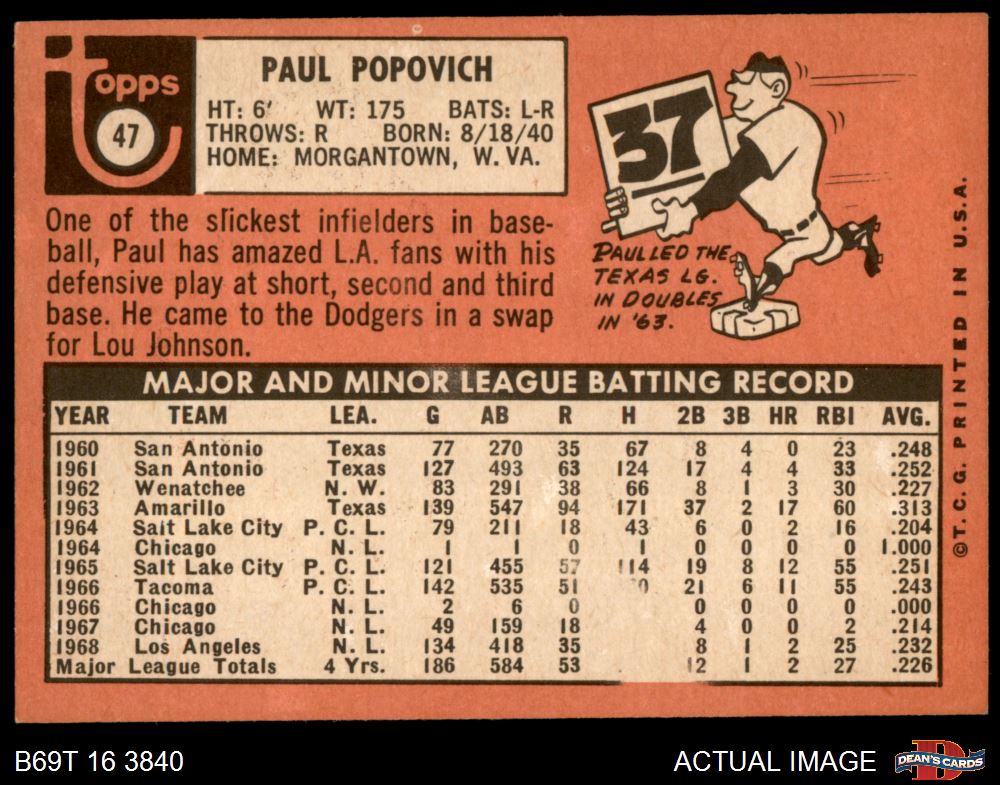 topps
47
PAUL POPOVICH
HT: 6' WT: 175 BATS: L-R
THROWS: R BORN: 8/18/40
HOME: MORGANTOWN, W. VA.
One of the slickest infielders in base-
ball, Paul has amazed L.A. fans with his
defensive play at short, second and third
base. He came to the Dodgers in a swap
for Lou Johnson.
37
PAUL LED THE
TEXAS LG.
IN DOUBLES
IN '63.
MAJOR AND MINOR LEAGUE BATTING RECORD
YEAR TEAM LEA. G AB R H 2B 3B HR RBI AVG.
1960 San Antonio Texas 77 270 35 67 8 4 0 23 .248
1961 San Antonio Texas 127 493 63 124 17 4 4 33 .252
1962 Wenatchee N. W. 83 291 38 66 8 1 3 30 .227
1963 Amarillo Texas 139 547 94 171 37 2 17 60 .313
1964 Salt Lake City P. C. L. 79 211 18 43 6 0 2 16 .204
1964 Chicago N. L. 1 1 0 1 0 0 0 0 1.000
1965 Salt Lake City P. C. L. 121 455 57 114 19 8 12 55 .251
1966 Tacoma P. C. L. 142 535 51 21 6 11 55 .243
1966 Chicago N. L. 2 6 0 0 0 0 0 .000
1967 Chicago N. L. 49 159 18 4 0 0 2 .214
1968 Los Angeles N. L. 134 418 35 8 1 2 25 .232
Major League Totals 4 Yrs. 186 584 53 12 1 2 27 .226
©T. C. G. PRINTED IN U.S.A.
B69T 16 3840
ACTUAL IMAGE
DEAN'S CARDS